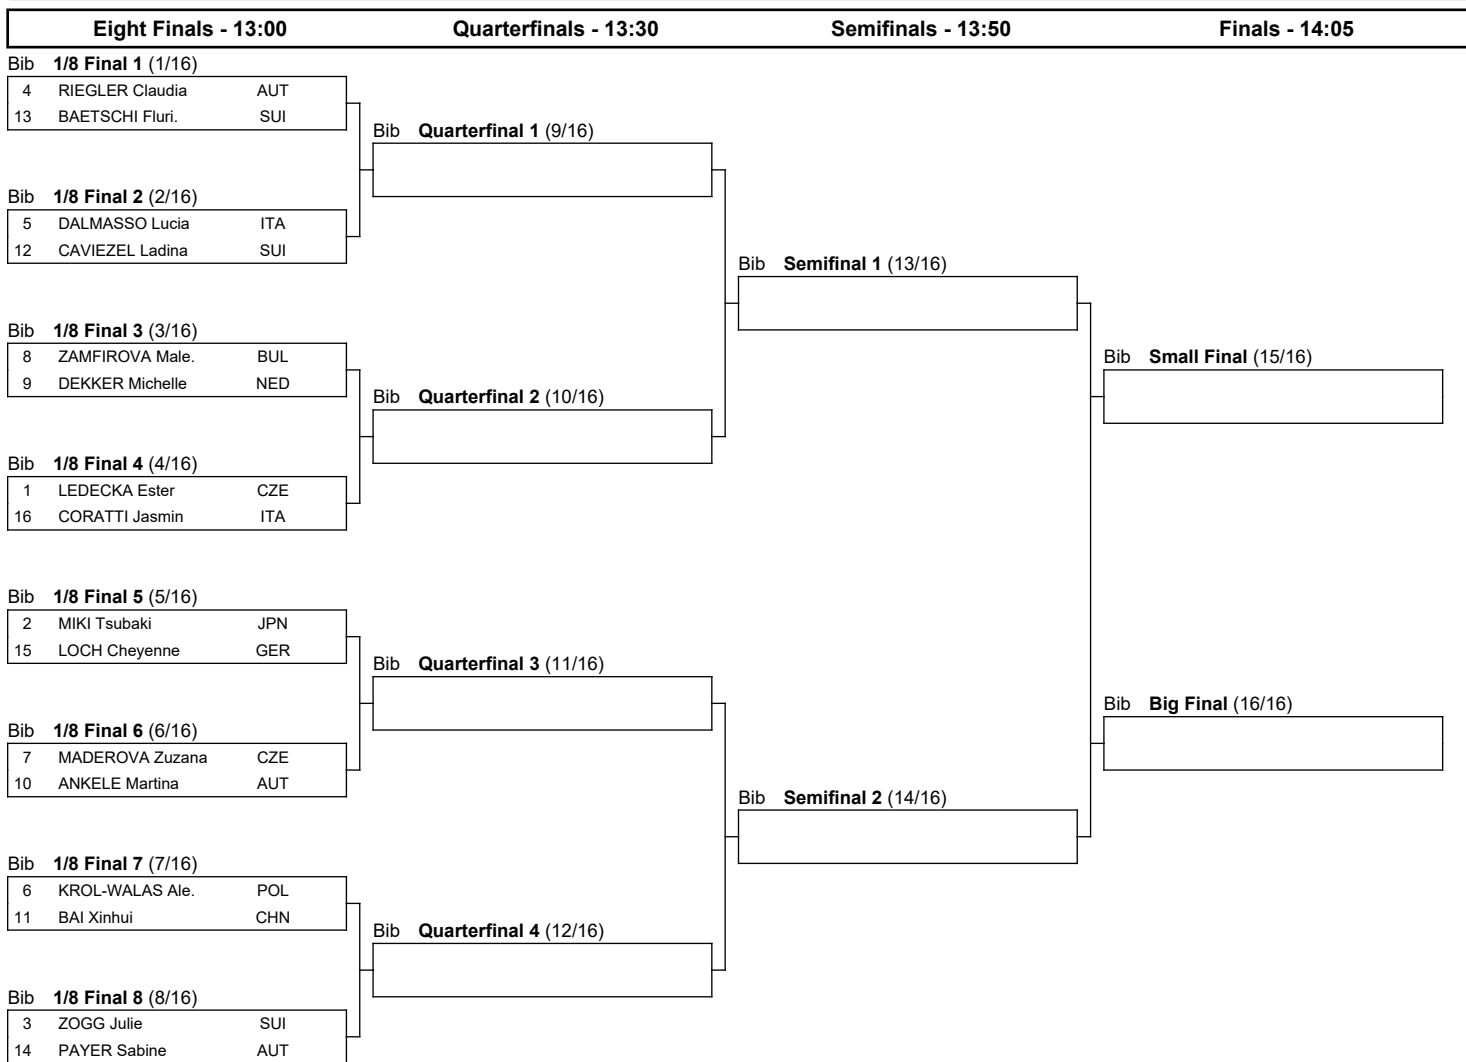 Eight Finals - 13:00 Quarterfinals - 13:30 Semifinals - 13:50 Finals - 14:05
Bib 1/8 Final 1 (1/16)
4 RIEGLER Claudia AUT
13 BAETSCHI Fluri. SUI
Bib Quarterfinal 1 (9/16)
Bib 1/8 Final 2 (2/16)
5 DALMASSO Lucia ITA
12 CAVIEZEL Ladina SUI
Bib Semifinal 1 (13/16)
Bib 1/8 Final 3 (3/16)
8 ZAMFIROVA Male. BUL
9 DEKKER Michelle NED
Bib Small Final (15/16)
Bib Quarterfinal 2 (10/16)
Bib 1/8 Final 4 (4/16)
1 LEDECKA Ester CZE
16 CORATTI Jasmin ITA
Bib 1/8 Final 5 (5/16)
2 MIKI Tsubaki JPN
15 LOCH Cheyenne GER
Bib Quarterfinal 3 (11/16)
Bib Big Final (16/16)
Bib 1/8 Final 6 (6/16)
7 MADEROVA Zuzana CZE
10 ANKELE Martina AUT
Bib Semifinal 2 (14/16)
Bib 1/8 Final 7 (7/16)
6 KROL-WALAS Ale. POL
11 BAI Xinhui CHN
Bib Quarterfinal 4 (12/16)
Bib 1/8 Final 8 (8/16)
3 ZOGG Julie SUI
14 PAYER Sabine AUT